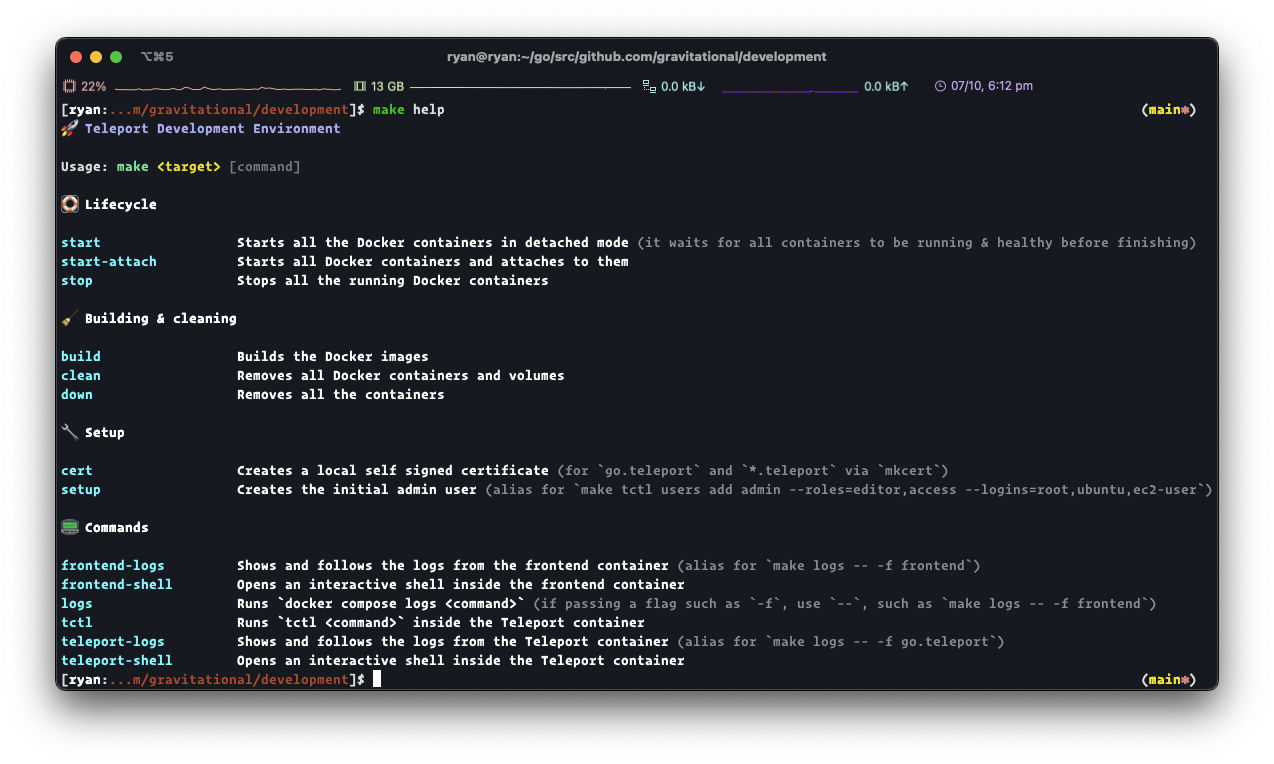 ⌥⌘5 ryan@ryan:~/go/src/github.com/gravitational/development
22% 13 GB 0.0 kB↓ 0.0 kB↑ 07/10, 6:12 pm
[ryan:...m/gravitational/development]$ make help (main*)
🚀 Teleport Development Environment
Usage: make <target> [command]
Lifecycle
start Starts all the Docker containers in detached mode (it waits for all containers to be running & healthy before finishing)
start-attach Starts all Docker containers and attaches to them
stop Stops all the running Docker containers
Building & cleaning
build Builds the Docker images
clean Removes all Docker containers and volumes
down Removes all the containers
Setup
cert Creates a local self signed certificate (for `go.teleport` and `*.teleport` via `mkcert`)
setup Creates the initial admin user (alias for `make tctl users add admin --roles=editor,access --logins=root,ubuntu,ec2-user`)
Commands
frontend-logs Shows and follows the logs from the frontend container (alias for `make logs -- -f frontend`)
frontend-shell Opens an interactive shell inside the frontend container
logs Runs `docker compose logs <command>` (if passing a flag such as `-f`, use `--`, such as `make logs -- -f frontend`)
tctl Runs `tctl <command>` inside the Teleport container
teleport-logs Shows and follows the logs from the Teleport container (alias for `make logs -- -f go.teleport`)
teleport-shell Opens an interactive shell inside the Teleport container
[ryan:...m/gravitational/development]$ (main*)